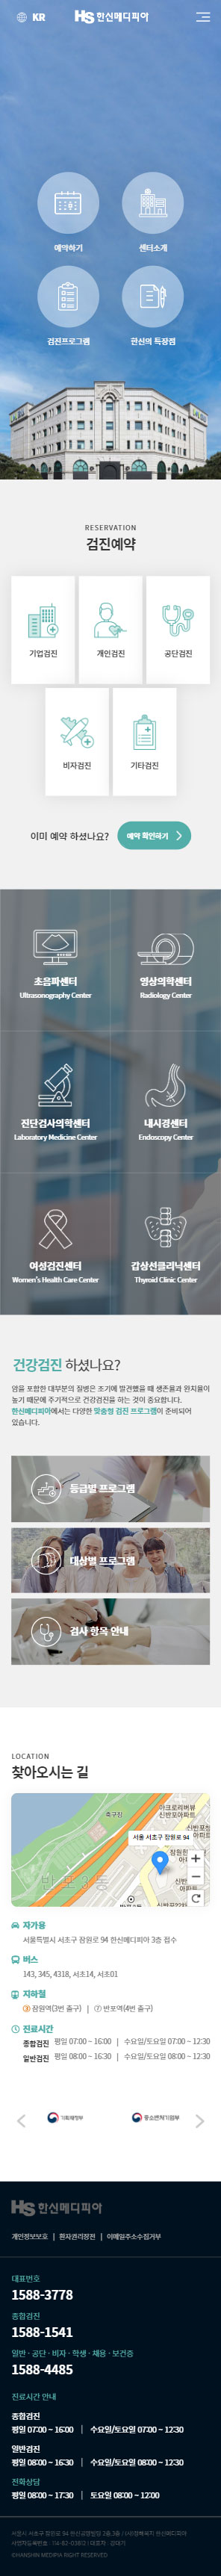 KR
HS 한신메디피아
예약하기
센터소개
검진프로그램
한신의 특장점
RESERVATION
검진예약
기업검진
개인검진
공단검진
비자검진
기타검진
이미 예약 하셨나요?
예약 확인하기
초음파센터
Ultrasonography Center
영상의학센터
Radiology Center
진단검사의학센터
Laboratory Medicine Center
내시경센터
Endoscopy Center
여성검진센터
Women's Health Care Center
갑상선클리닉센터
Thyroid Clinic Center
건강검진 하셨나요?
암을 포함한 대부분의 질병은 조기에 발견했을 때 생존율과 완치율이
높기 때문에 주기적으로 건강검진을 하는 것이 중요합니다.
한신메디피아에서는 다양한 맞춤형 검진 프로그램이 준비되어
있습니다.
등급별 프로그램
대상별 프로그램
검사 항목 안내
LOCATION
찾아오시는 길
축구장
아크로리버뷰
신반포아파트
서울 서초구 잠원로 94
반포3동
자가용
서울특별시 서초구 잠원로 94 한신메디피아 3층 접수
버스
143, 345, 4318, 서초14, 서초01
지하철
③ 잠원역(3번 출구) | ⑦ 반포역(4번 출구)
진료시간
종합검진 평일 07:00 ~ 16:00 | 수요일/토요일 07:00 ~ 12:30
일반검진 평일 08:00 ~ 16:30 | 수요일/토요일 08:00 ~ 12:30
기획재정부
중소벤처기업부
HS 한신메디피아
개인정보보호 | 환자권리장전 | 이메일주소수집거부
대표번호
1588-3778
종합검진
1588-1541
일반 · 공단 · 비자 · 학생 · 채용 · 보건증
1588-4485
진료시간 안내
종합검진
평일 07:00 ~ 16:00 | 수요일/토요일 07:00 ~ 12:30
일반검진
평일 08:00 ~ 16:30 | 수요일/토요일 08:00 ~ 12:30
전화상담
평일 08:00 ~ 17:30 | 토요일 08:00 ~ 12:00
©HANSHIN MEDIPIA RIGHT RESERVED